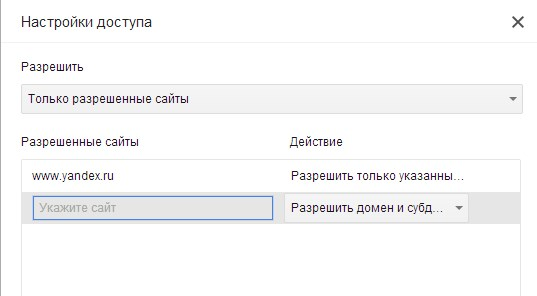 Настройки доступа
Разрешить
Только разрешенные сайты
Разрешенные сайты Действие
www.yandex.ru Разрешить только указанны...
Укажите сайт Разрешить домен и субд...